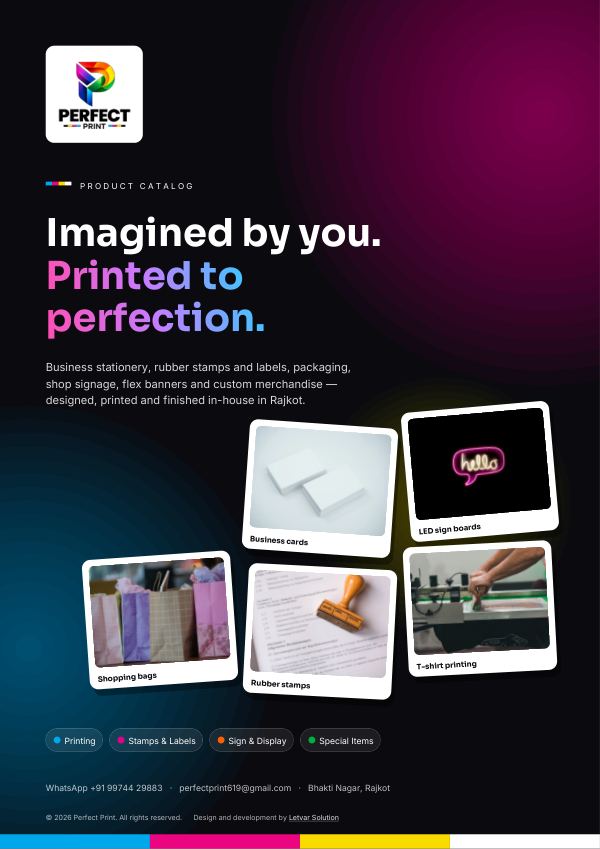 PERFECT
PRINT
PRODUCT CATALOG
Imagined by you.
Printed to
perfection.
Business stationery, rubber stamps and labels, packaging,
shop signage, flex banners and custom merchandise —
designed, printed and finished in-house in Rajkot.
hello
Business cards
LED sign boards
Shopping bags
Rubber stamps
T-shirt printing
Printing
Stamps & Labels
Sign & Display
Special Items
WhatsApp +91 99744 29883 · perfectprint619@gmail.com · Bhakti Nagar, Rajkot
© 2026 Perfect Print. All rights reserved. Design and development by Letvar Solution